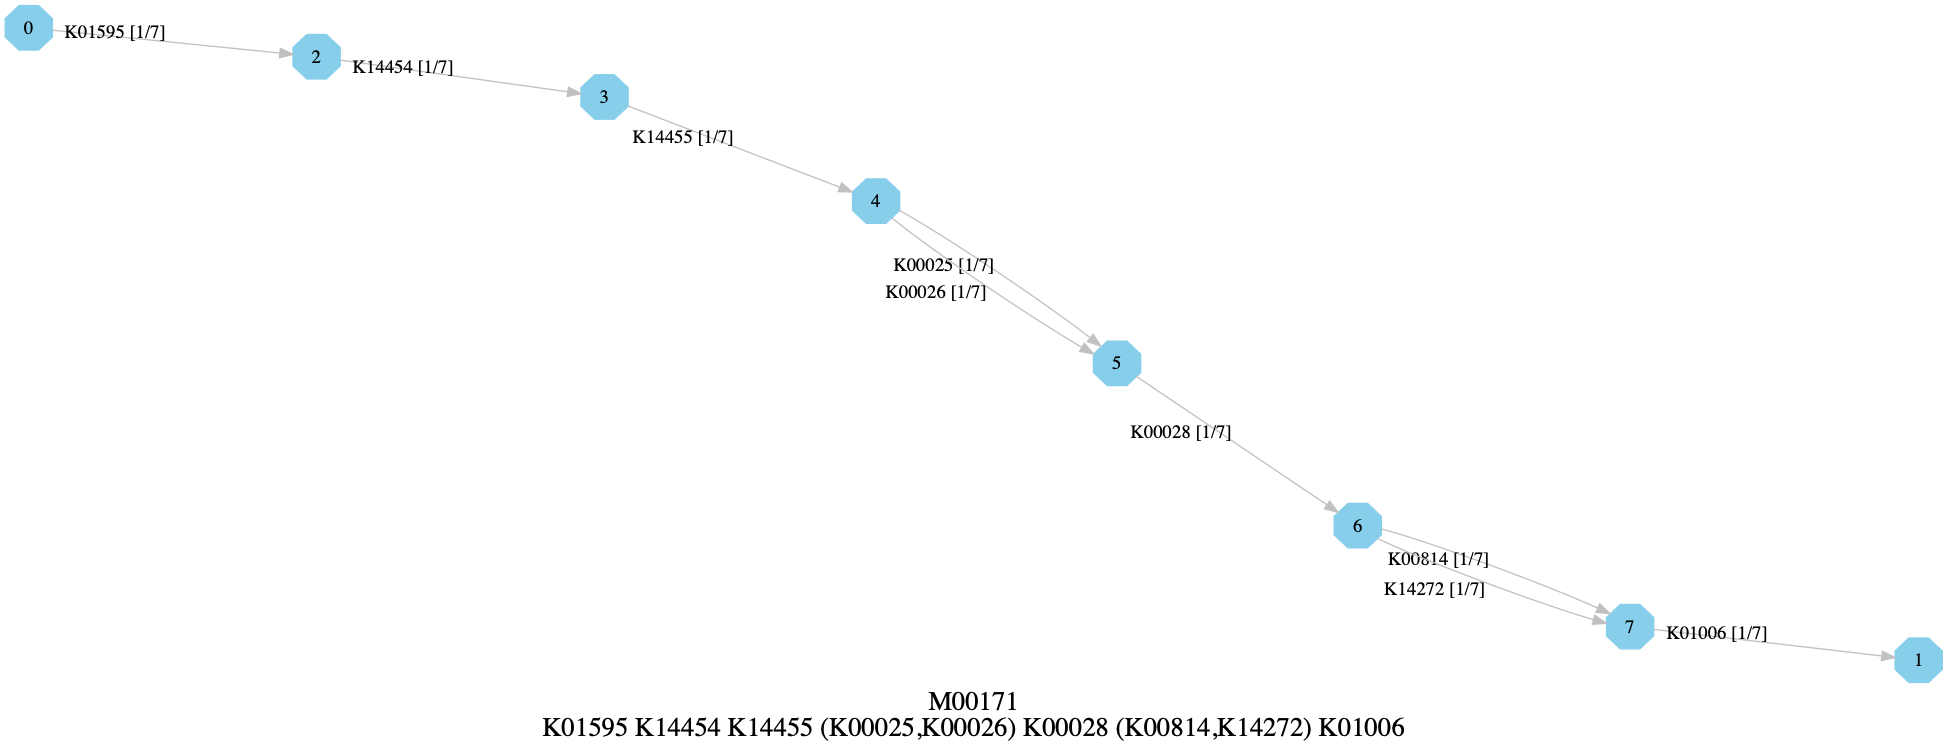 0
K01595 [1/7]
2
K14454 [1/7]
3
K14455 [1/7]
4
K00025 [1/7]
K00026 [1/7]
5
K00028 [1/7]
6
K00814 [1/7]
K14272 [1/7]
7
K01006 [1/7]
1
M00171
K01595 K14454 K14455 (K00025,K00026) K00028 (K00814,K14272) K01006